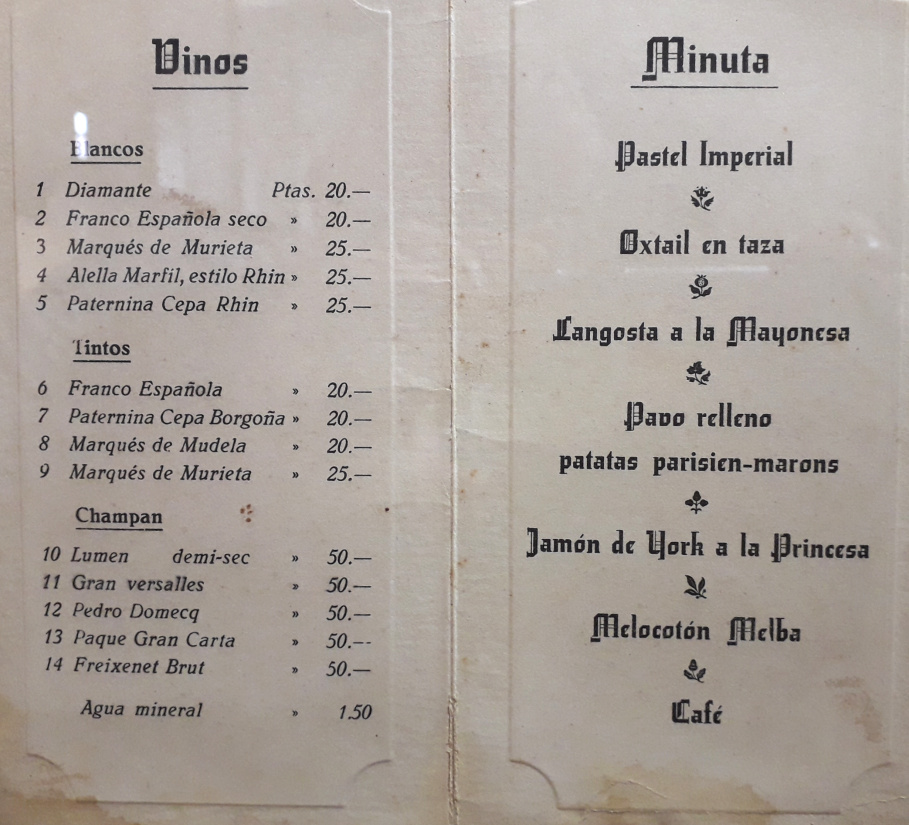 Vinos
Blancos
1 Diamante Ptas. 20.—
2 Franco Española seco » 20.—
3 Marqués de Murieta » 25.—
4 Alella Marfil, estilo Rhin » 25.—
5 Paternina Cepa Rhin » 25.—
Tintos
6 Franco Española » 20.—
7 Paternina Cepa Borgoña » 20.—
8 Marqués de Mudela » 20.—
9 Marqués de Murieta » 25.—
Champan
10 Lumen demi-sec » 50.—
11 Gran versalles » 50.—
12 Pedro Domecq » 50.—
13 Paque Gran Carta » 50.--
14 Freixenet Brut » 50.—
Agua mineral » 1.50
Minuta
Pastel Imperial
Oxtail en taza
Langosta a la Mayonesa
Pavo relleno
patatas parisien-marons
Jamón de York a la Princesa
Melocotón Melba
Café